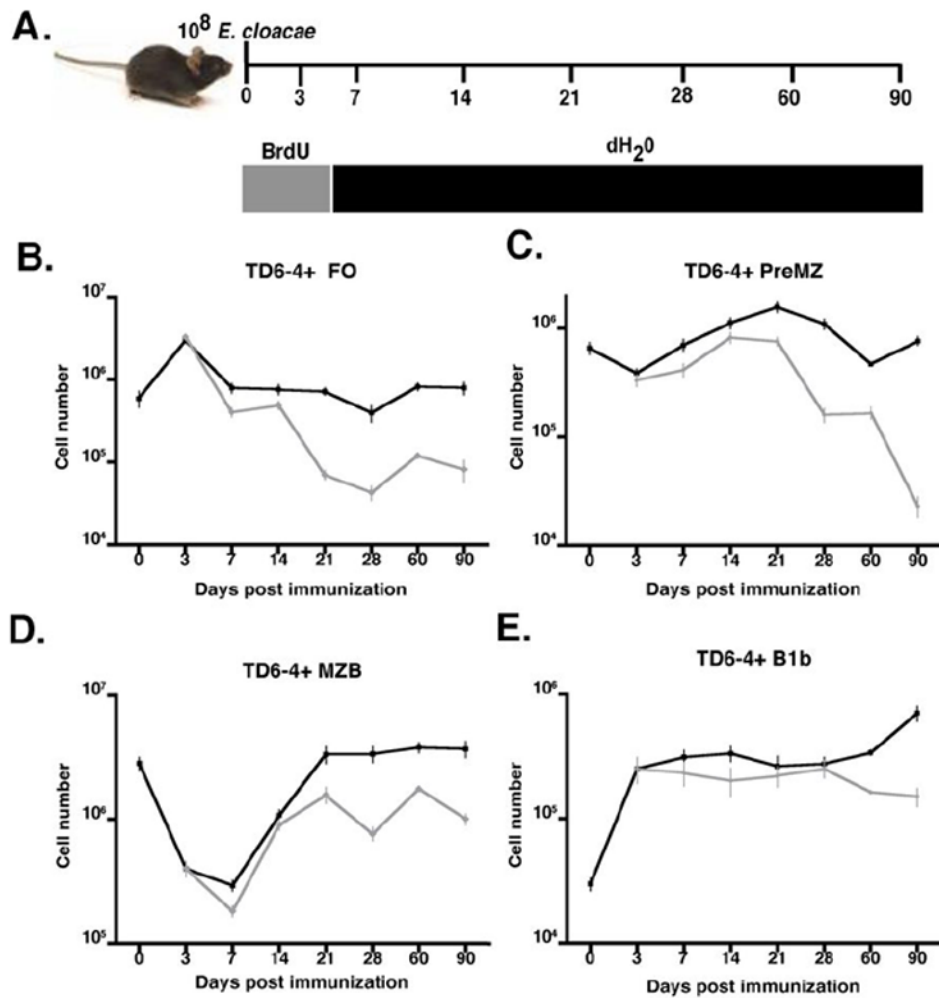 A.
10⁸ E. cloacae
0 3 7 14 21 28 60 90
BrdU dH₂0
B.
TD6-4+ FO
10⁷
10⁶
10⁵
10⁴
Cell number
0 3 7 14 21 28 60 90
Days post immunization
C.
TD6-4+ PreMZ
10⁶
10⁵
10⁴
Cell number
0 3 7 14 21 28 60 90
Days post immunization
D.
TD6-4+ MZB
10⁷
10⁶
10⁵
Cell number
0 3 7 14 21 28 60 90
Days post immunization
E.
TD6-4+ B1b
10⁶
10⁵
10⁴
Cell number
0 3 7 14 21 28 60 90
Days post immunization